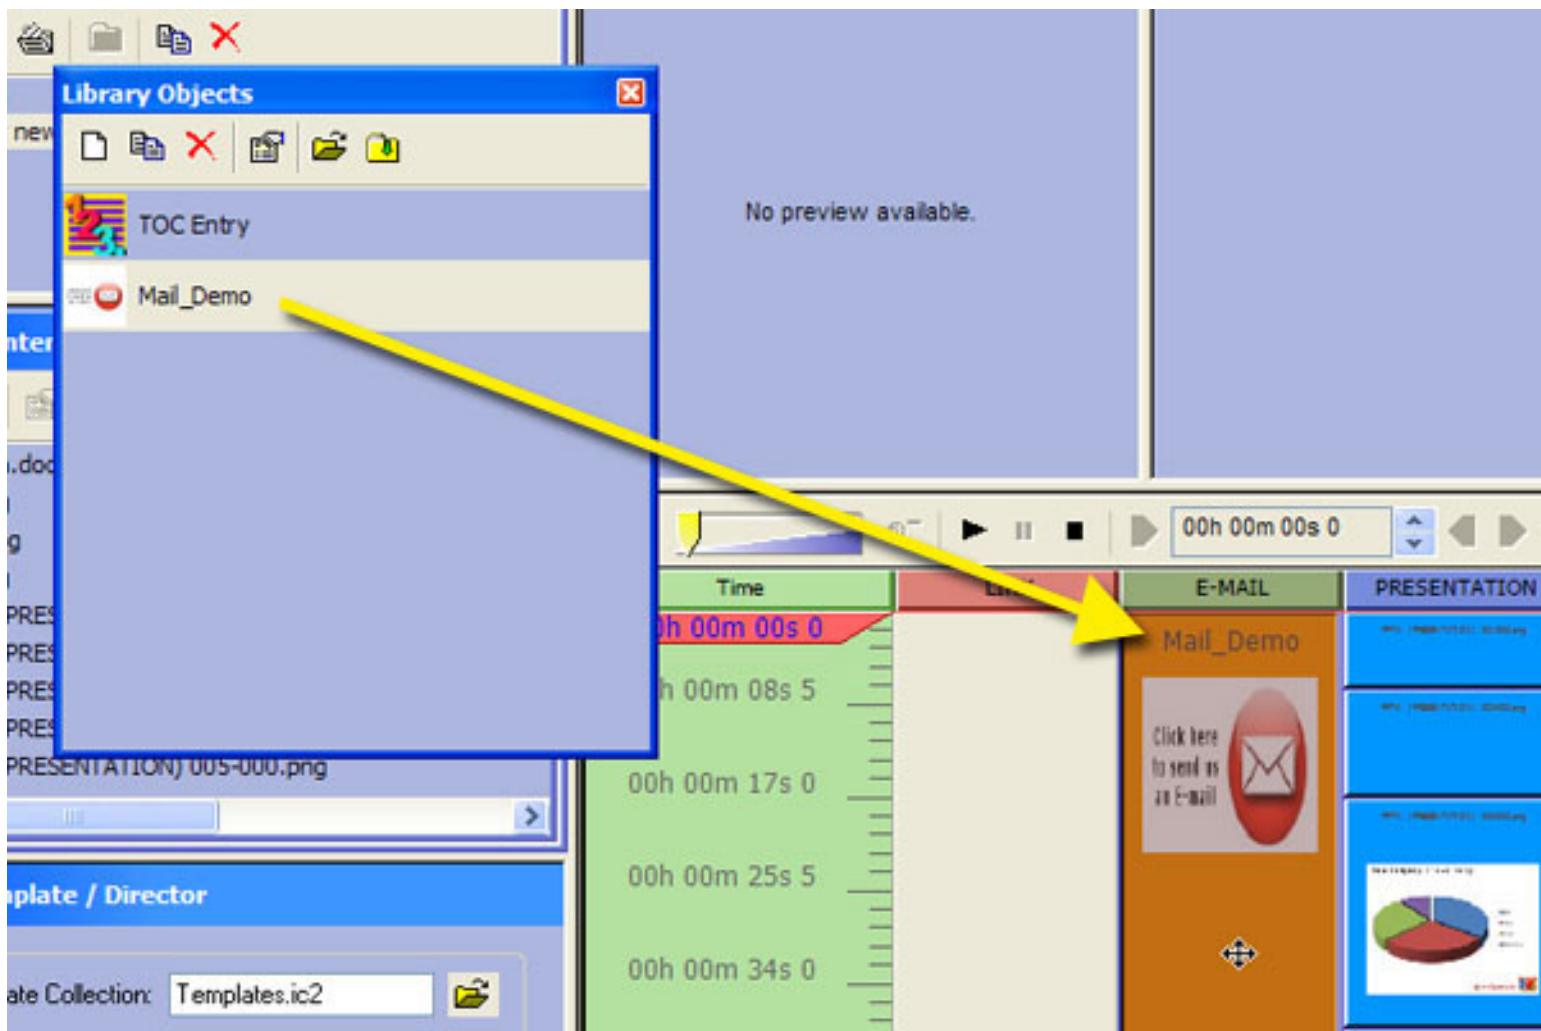 Library Objects
new
TOC Entry
Mail_Demo
No preview available.
.doc
g
PRES
PRES
PRES
PRES
PRESENTATION) 005-000.png
00h 00m 00s 0
Time
E-MAIL
PRESENTATION
h 00m 00s 0
h 00m 08s 5
00h 00m 17s 0
00h 00m 25s 5
00h 00m 34s 0
Mail_Demo
Click here
to send us
an E-mail
plate / Director
ate Collection:
Templates.ic2